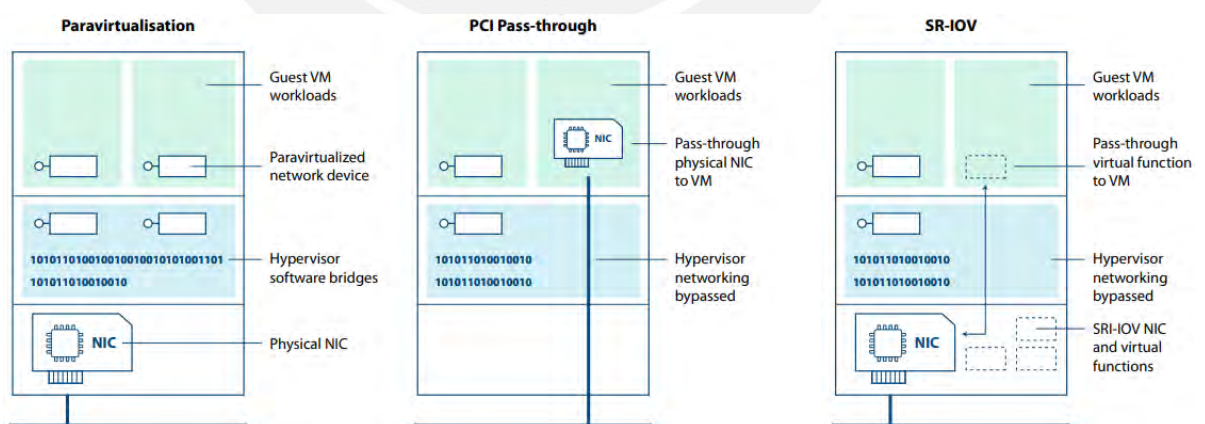 Paravirtualisation
Guest VM
workloads
Paravirtualized
network device
10101101001001001001010101001101
101011010010010
Hypervisor
software bridges
NIC
Physical NIC
PCI Pass-through
Guest VM
workloads
NIC
Pass-through
physical NIC
to VM
101011010010010
101011010010010
Hypervisor
networking
bypassed
SR-IOV
Guest VM
workloads
Pass-through
virtual function
to VM
101011010010010
101011010010010
Hypervisor
networking
bypassed
NIC
SRI-IOV NIC
and virtual
functions